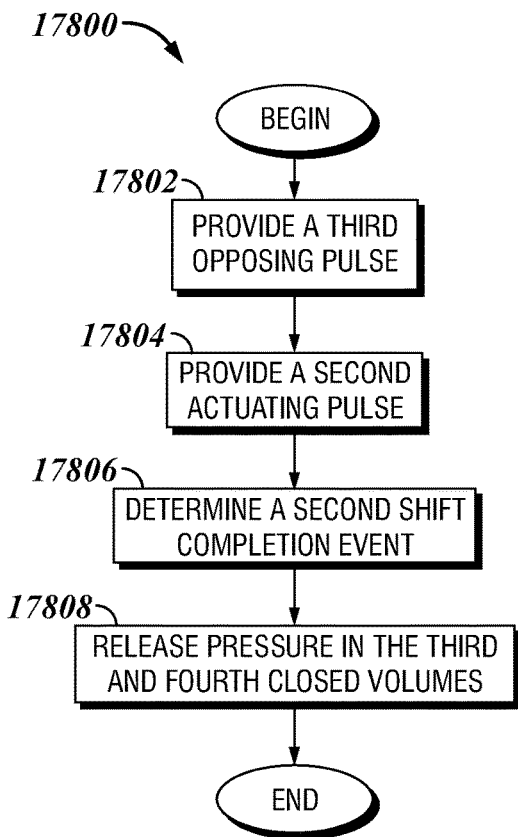 17800
BEGIN
17802
PROVIDE A THIRD
OPPOSING PULSE
17804
PROVIDE A SECOND
ACTUATING PULSE
17806
DETERMINE A SECOND SHIFT
COMPLETION EVENT
17808
RELEASE PRESSURE IN THE THIRD
AND FOURTH CLOSED VOLUMES
END